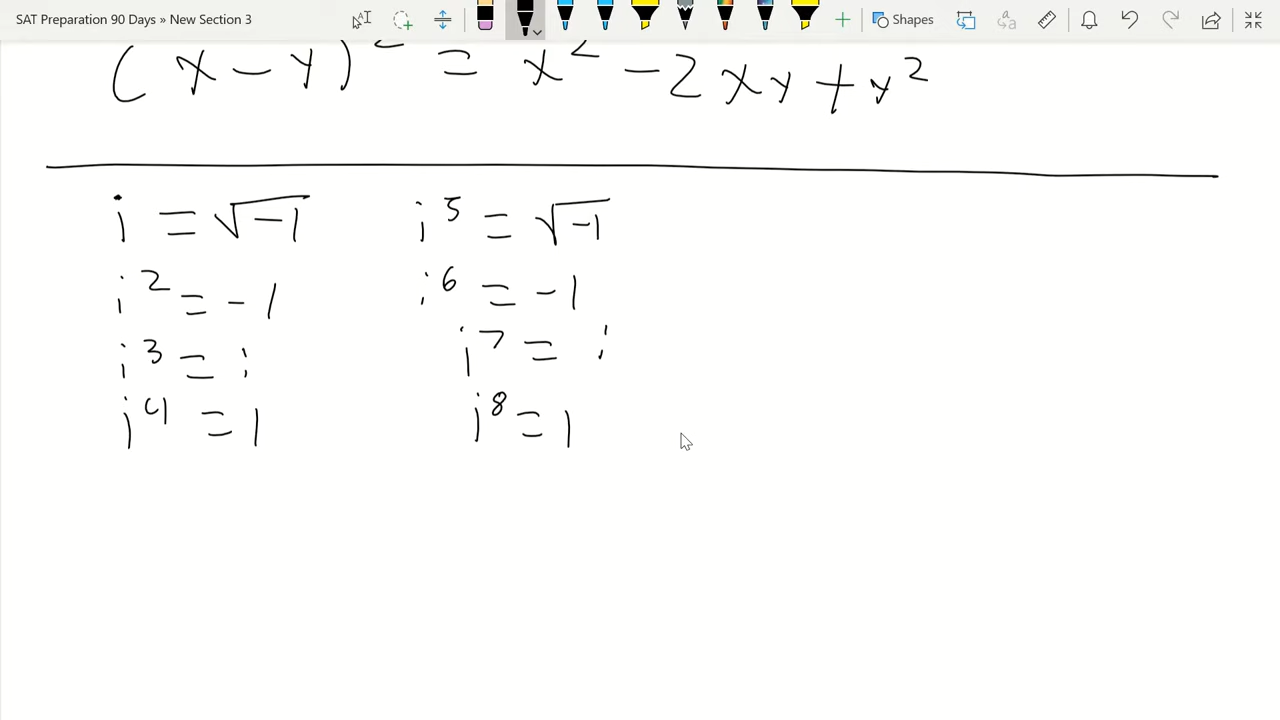 SAT Preparation 90 Days » New Section 3
Shapes
(x - y)² = x² - 2xy + y²
i = √-1
i² = -1
i³ = i
i⁴ = 1
i⁵ = √-1
i⁶ = -1
i⁷ = i
i⁸ = 1